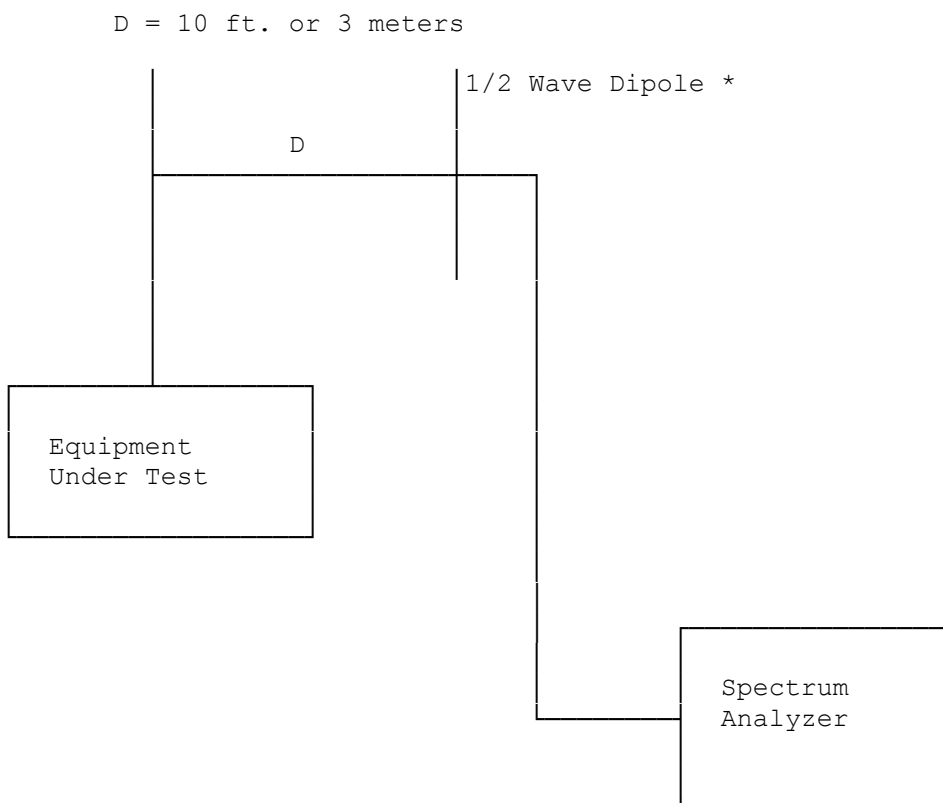 D = 10 ft. or 3 meters
1/2 Wave Dipole *
D
Equipment
Under Test
Spectrum
Analyzer